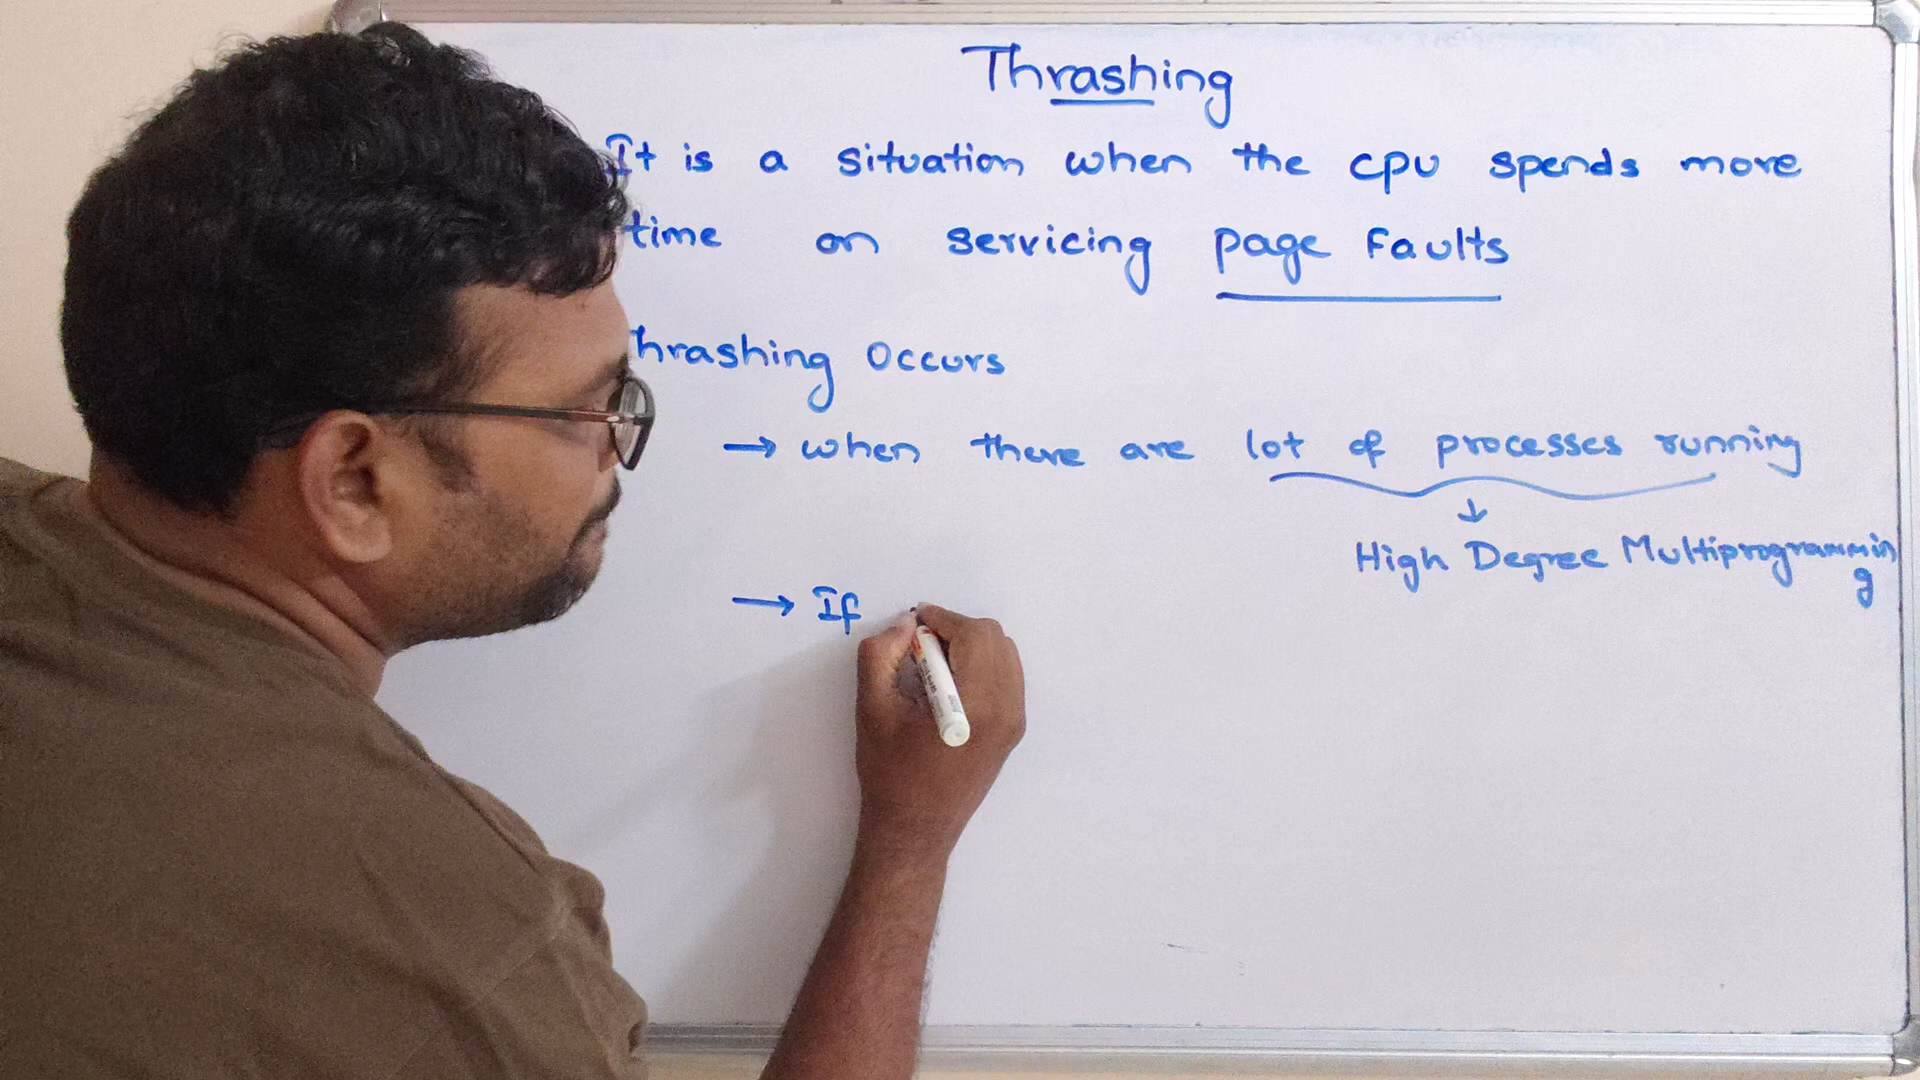 Thrashing
It is a situation when the cpu spends more
time on servicing page faults
hrashing occurs
→ when there are lot of processes running
↓
High Degree Multiprogramming
→ If